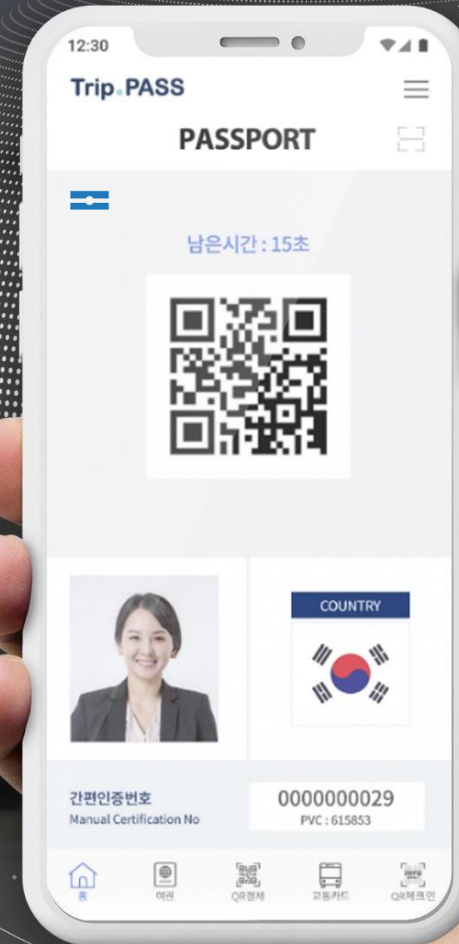 12:30
Trip.PASS
PASSPORT
남은시간 : 15초
COUNTRY
간편인증번호
Manual Certification No
0000000029
PVC : 615853
홈
여권
QR결제
교통카드
QR체크인